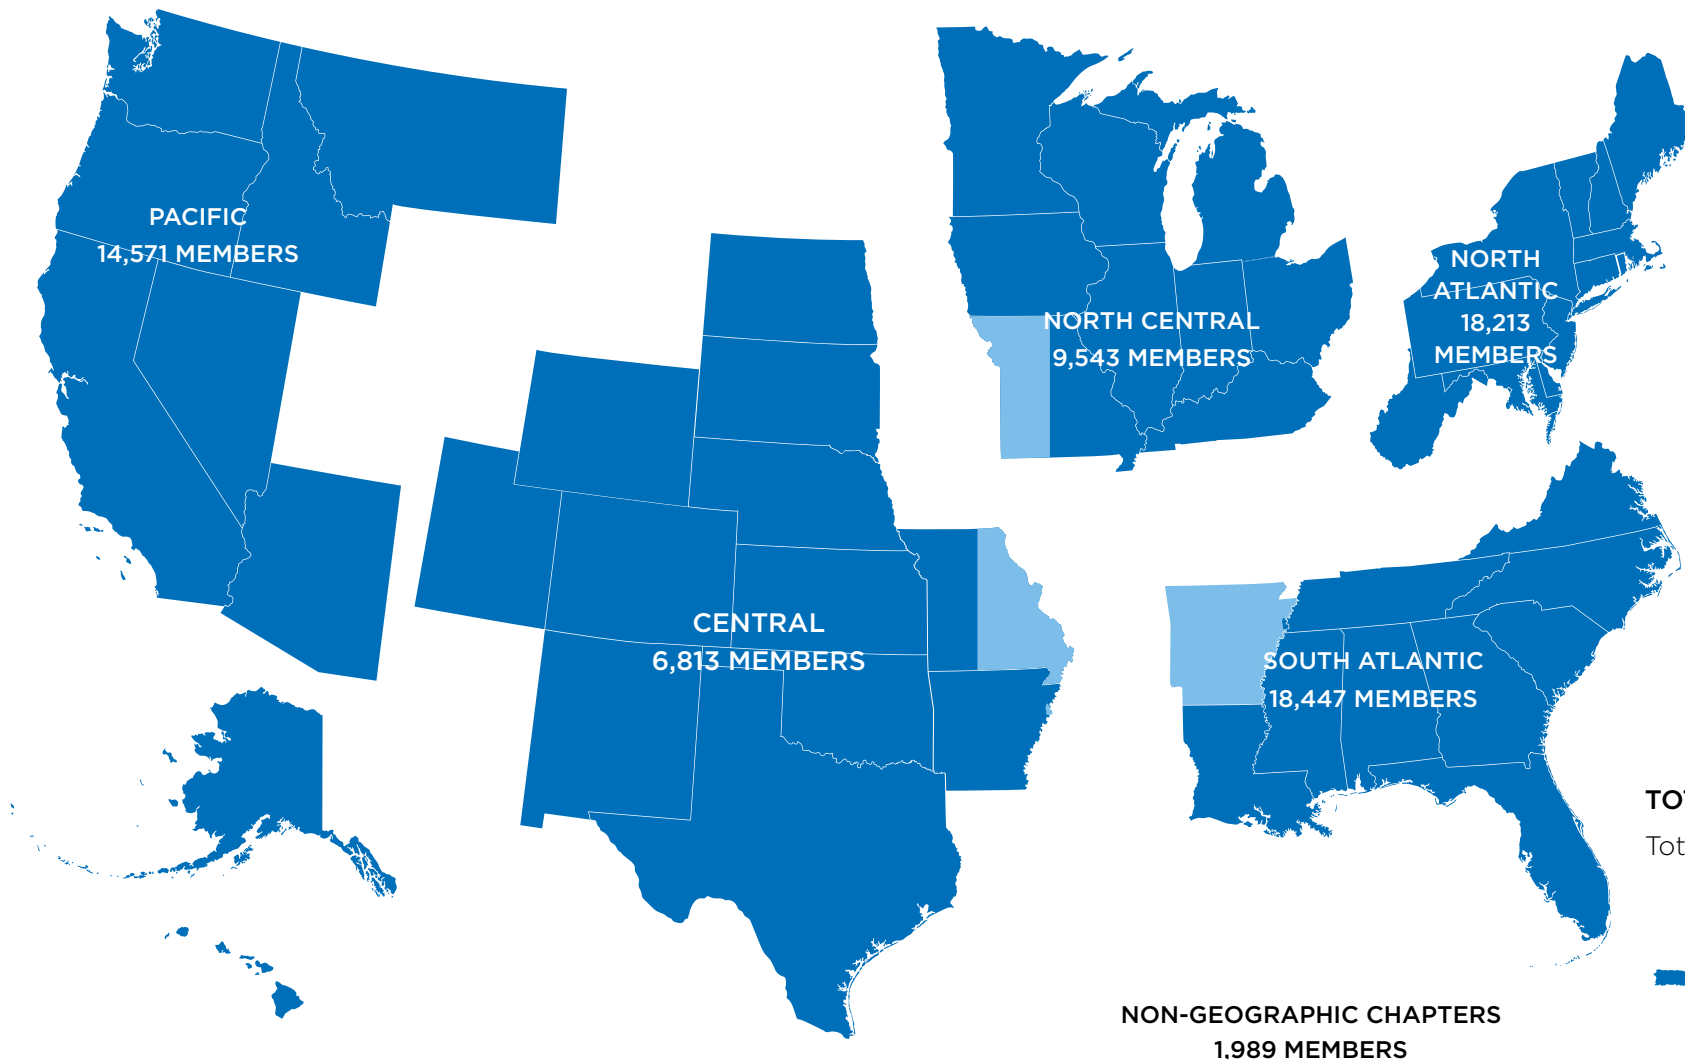 PACIFIC
14,571 MEMBERS
NORTH CENTRAL
9,543 MEMBERS
NORTH
ATLANTIC
18,213
MEMBERS
CENTRAL
6,813 MEMBERS
SOUTH ATLANTIC
18,447 MEMBERS
NON-GEOGRAPHIC CHAPTERS
1,989 MEMBERS